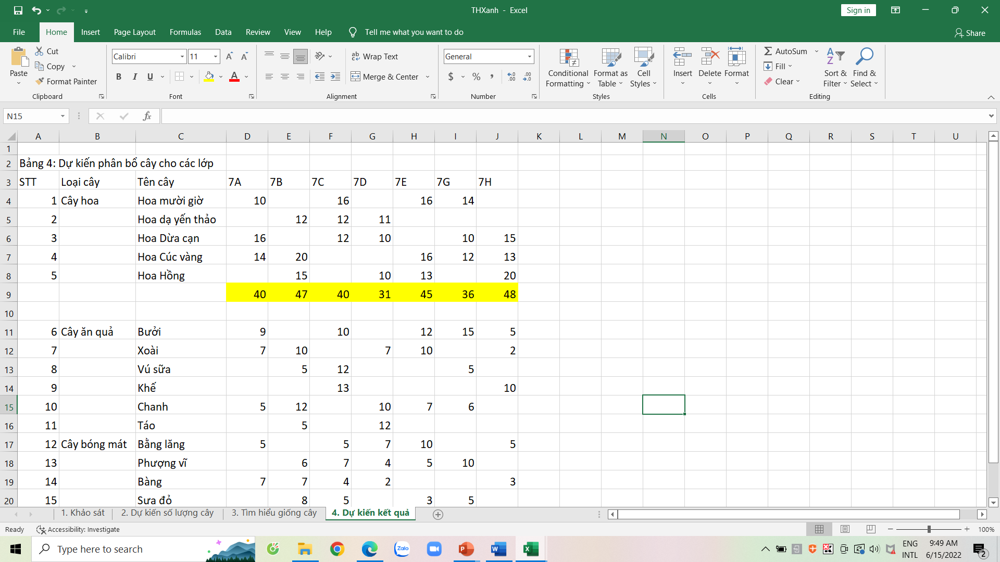 THXanh - Excel
Sign in
File Home Insert Page Layout Formulas Data Review View Help Tell me what you want to do Share
Paste
Cut
Copy
Format Painter
Clipboard
Calibri 11
B I U
Font
Wrap Text
Merge & Center
Alignment
General
$ % ,
Number
Conditional Formatting
Format as Table
Cell Styles
Styles
Insert
Delete
Format
Cells
AutoSum
Fill
Clear
Sort & Filter
Find & Select
Editing
N15 fx
A B C D E F G H I J K L M N O P Q R S T U
1
2 Bảng 4: Dự kiến phân bổ cây cho các lớp
3 STT Loại cây Tên cây 7A 7B 7C 7D 7E 7G 7H
4 1 Cây hoa Hoa mười giờ 10 16 16 14
5 2 Hoa dạ yến thảo 12 12 11
6 3 Hoa Dừa cạn 16 12 10 10 15
7 4 Hoa Cúc vàng 14 20 16 12 13
8 5 Hoa Hồng 15 10 13 20
9 40 47 40 31 45 36 48
10
11 6 Cây ăn quả Bưởi 9 10 12 15 5
12 7 Xoài 7 10 7 10 2
13 8 Vú sữa 5 12 5
14 9 Khế 13 10
15 10 Chanh 5 12 10 7 6
16 11 Táo 5 12
17 12 Cây bóng mát Bằng lăng 5 5 7 10 5
18 13 Phượng vĩ 6 7 4 5 10
19 14 Bàng 7 7 4 2 3
20 15 Sưa đỏ 8 5 3 5
1. Khảo sát 2. Dự kiến số lượng cây 3. Tìm hiểu giống cây 4. Dự kiến kết quả
Ready Accessibility: Investigate 100%
Type here to search
Zalo
ENG
INTL
9:49 AM
6/15/2022
2